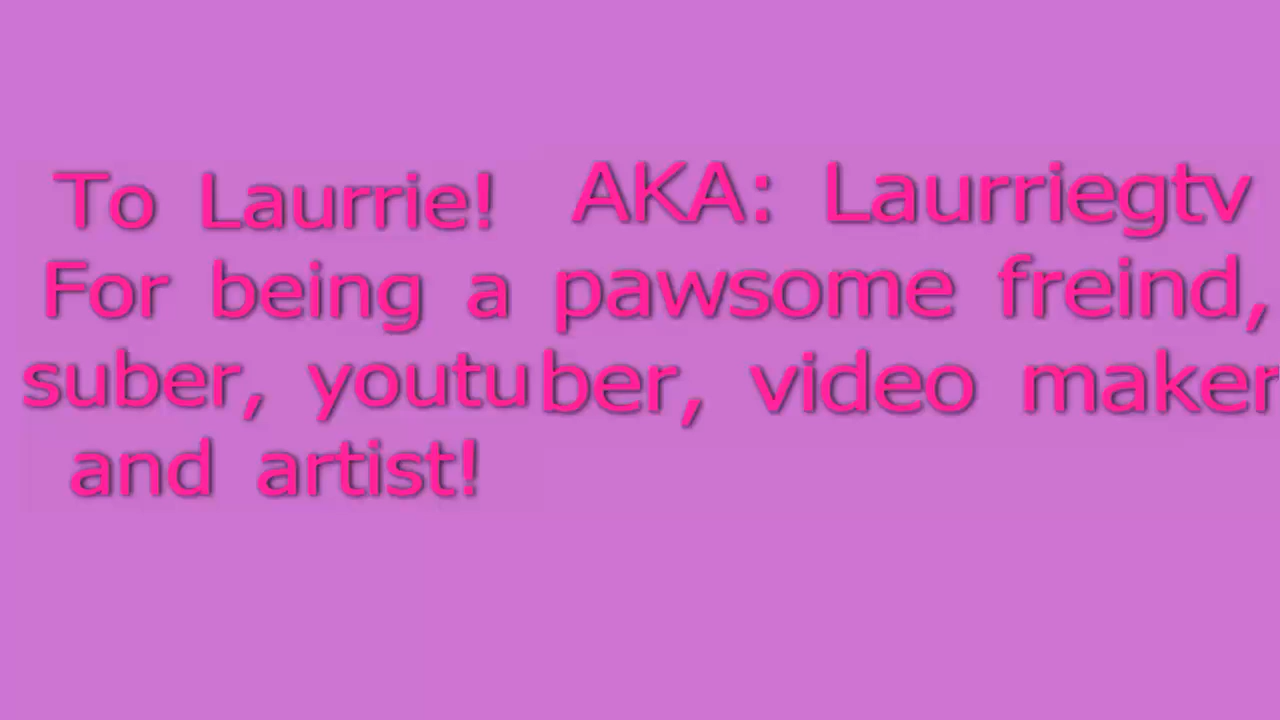 To Laurrie! AKA: Laurriegtv
For being a pawsome freind,
suber, youtuber, video maker
and artist!